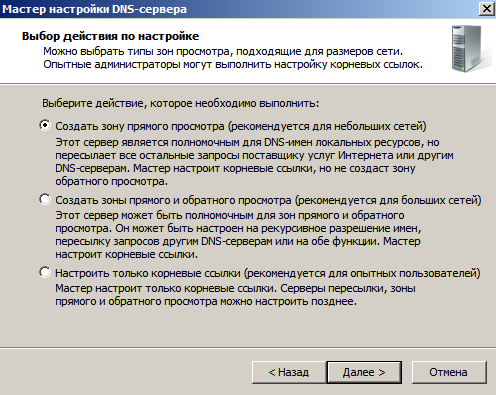 Мастер настройки DNS-сервера
Выбор действия по настройке
Можно выбрать типы зон просмотра, подходящие для размеров сети.
Опытные администраторы могут выполнить настройку корневых ссылок.
Выберите действие, которое необходимо выполнить:
Создать зону прямого просмотра (рекомендуется для небольших сетей)
Этот сервер является полномочным для DNS-имен локальных ресурсов, но
пересылает все остальные запросы поставщику услуг Интернета или другим
DNS-серверам. Мастер настроит корневые ссылки, но не создаст зону
обратного просмотра.
Создать зоны прямого и обратного просмотра (рекомендуется для больших сетей)
Этот сервер может быть полномочным для зон прямого и обратного
просмотра. Он может быть настроен на рекурсивное разрешение имен,
пересылку запросов другим DNS-серверам или на обе функции. Мастер
настроит корневые ссылки.
Настроить только корневые ссылки (рекомендуется для опытных пользователей)
Мастер настроит только корневые ссылки. Серверы пересылки, зоны
прямого и обратного просмотра можно настроить позднее.
< Назад Далее > Отмена